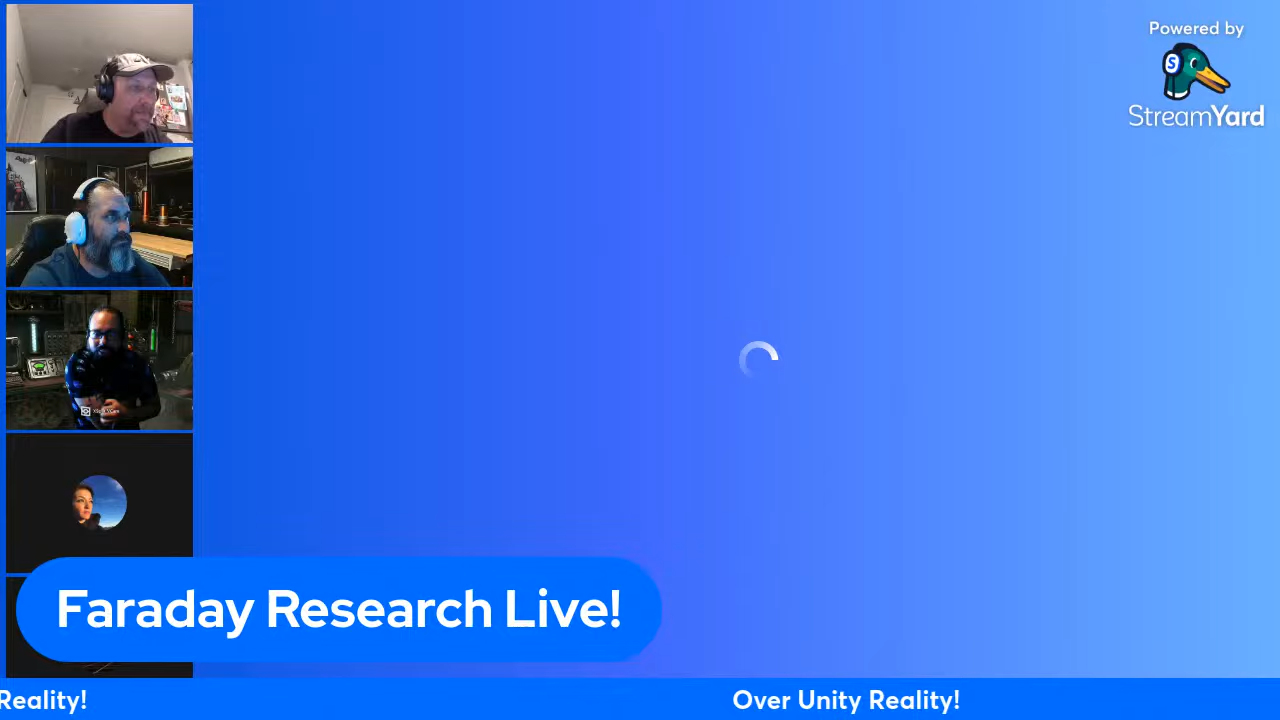 Powered by
S
StreamYard
Faraday Research Live!
Reality!
Over Unity Reality!